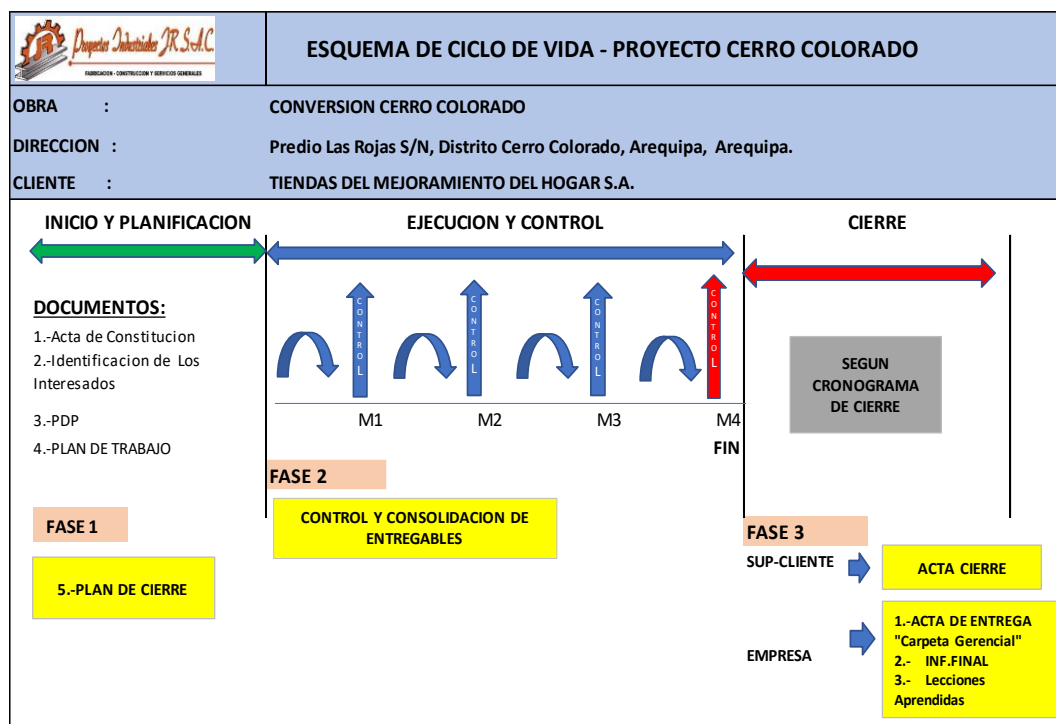 Proyectos Industriales JR.S.A.C.
FABRICACION - CONSTRUCCION Y SERVICIOS GENERALES
ESQUEMA DE CICLO DE VIDA - PROYECTO CERRO COLORADO
OBRA : CONVERSION CERRO COLORADO
DIRECCION : Predio Las Rojas S/N, Distrito Cerro Colorado, Arequipa, Arequipa.
CLIENTE : TIENDAS DEL MEJORAMIENTO DEL HOGAR S.A.
INICIO Y PLANIFICACION
EJECUCION Y CONTROL
CIERRE
DOCUMENTOS:
1.-Acta de Constitucion
2.-Identificacion de Los
Interesados
3.-PDP
4.-PLAN DE TRABAJO
CONTROL
CONTROL
CONTROL
CONTROL
M1
M2
M3
M4
FIN
SEGUN
CRONOGRAMA
DE CIERRE
FASE 1
5.-PLAN DE CIERRE
FASE 2
CONTROL Y CONSOLIDACION DE
ENTREGABLES
FASE 3
SUP-CLIENTE
ACTA CIERRE
EMPRESA
1.-ACTA DE ENTREGA
"Carpeta Gerencial"
2.- INF.FINAL
3.- Lecciones
Aprendidas